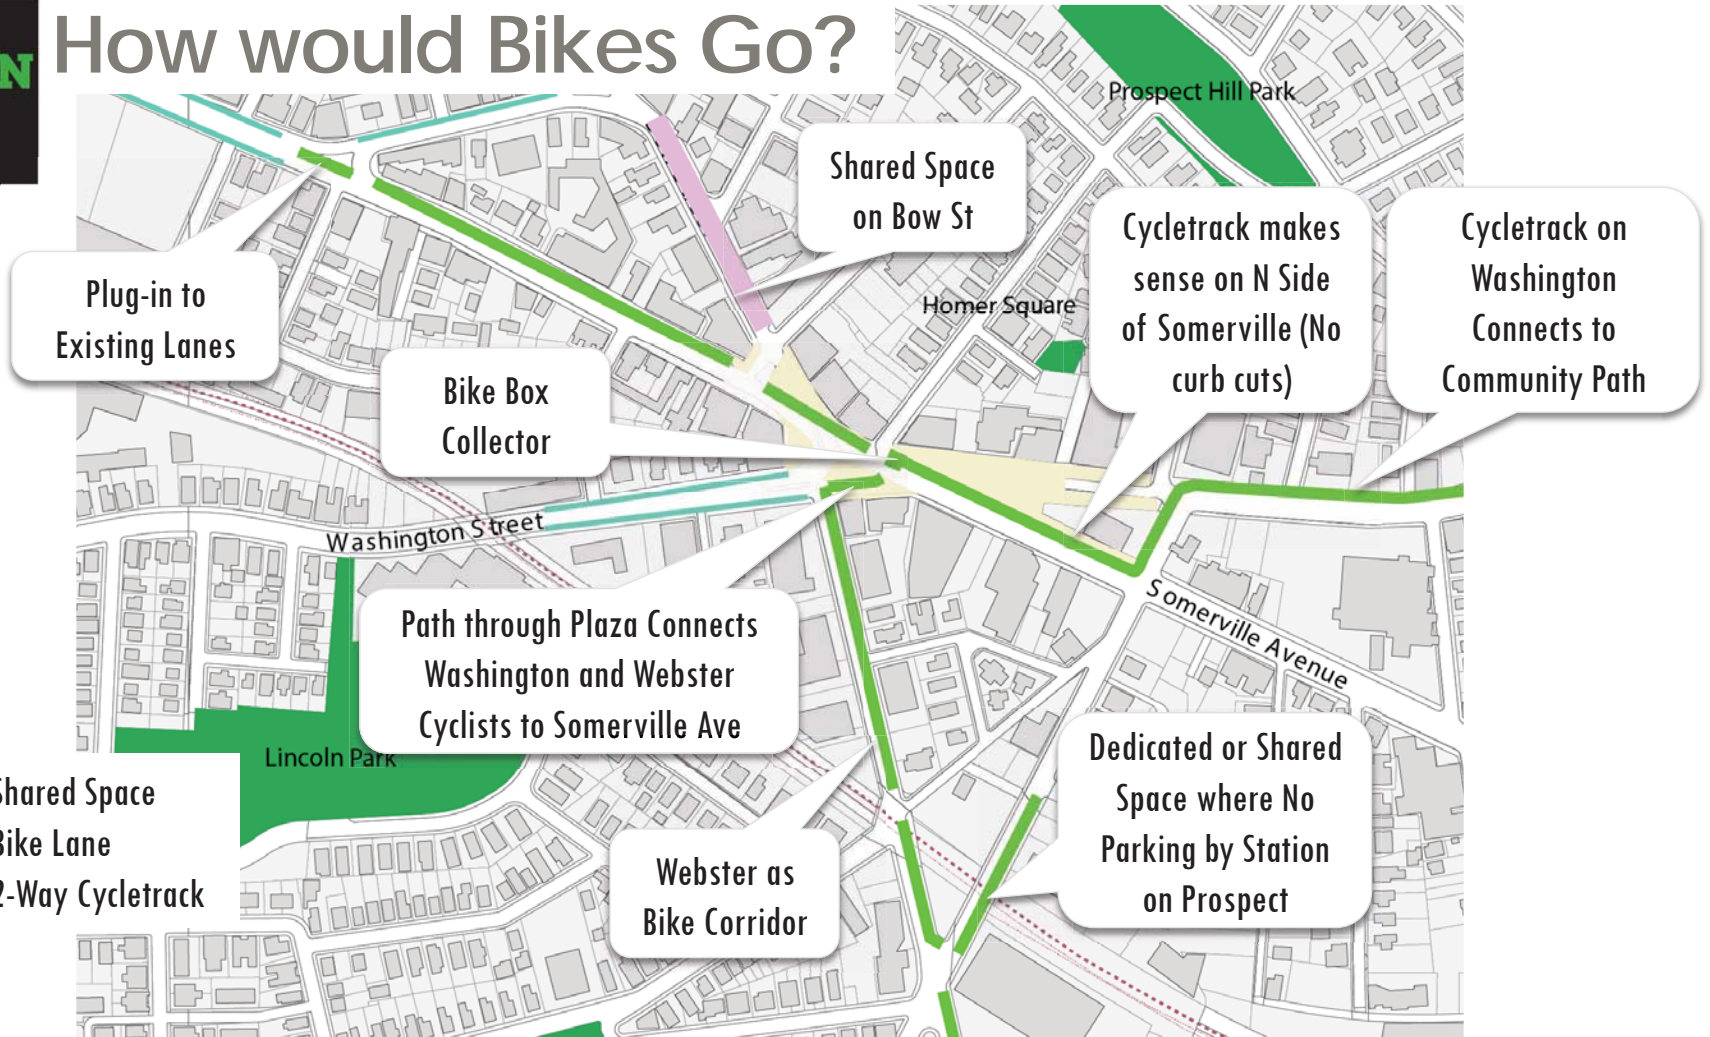 N
How would Bikes Go?
Prospect Hill Park
Shared Space
on Bow St
Cycletrack makes
sense on N Side
of Somerville (No
curb cuts)
Cycletrack on
Washington
Connects to
Community Path
Plug-in to
Existing Lanes
Homer Square
Bike Box
Collector
Washington Street
Path through Plaza Connects
Washington and Webster
Cyclists to Somerville Ave
Somerville Avenue
Lincoln Park
Dedicated or Shared
Space where No
Parking by Station
on Prospect
Webster as
Bike Corridor
Shared Space
Bike Lane
2-Way Cycletrack